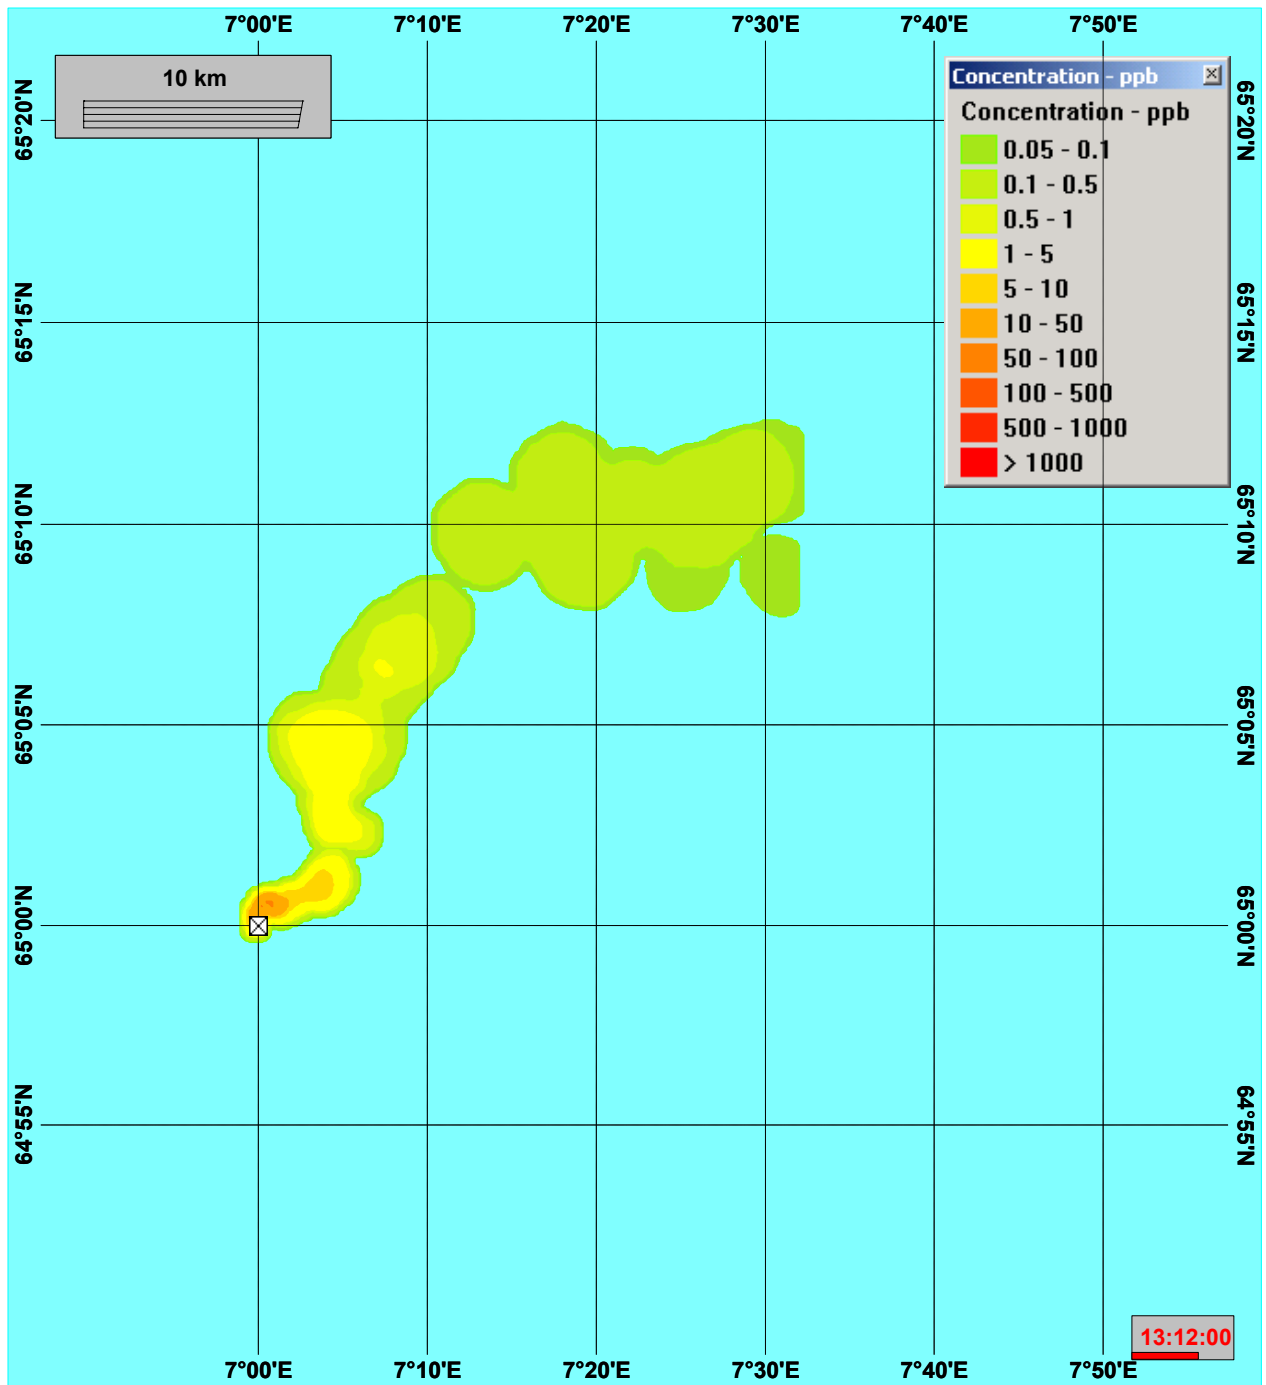 7°00'E 7°10'E 7°20'E 7°30'E 7°40'E 7°50'E
10 km
Concentration - ppb
Concentration - ppb
0.05 - 0.1
0.1 - 0.5
0.5 - 1
1 - 5
5 - 10
10 - 50
50 - 100
100 - 500
500 - 1000
> 1000
65°20'N 65°20'N
65°15'N 65°15'N
65°10'N 65°10'N
65°05'N 65°05'N
65°00'N 65°00'N
64°55'N 64°55'N
13:12:00
7°00'E 7°10'E 7°20'E 7°30'E 7°40'E 7°50'E